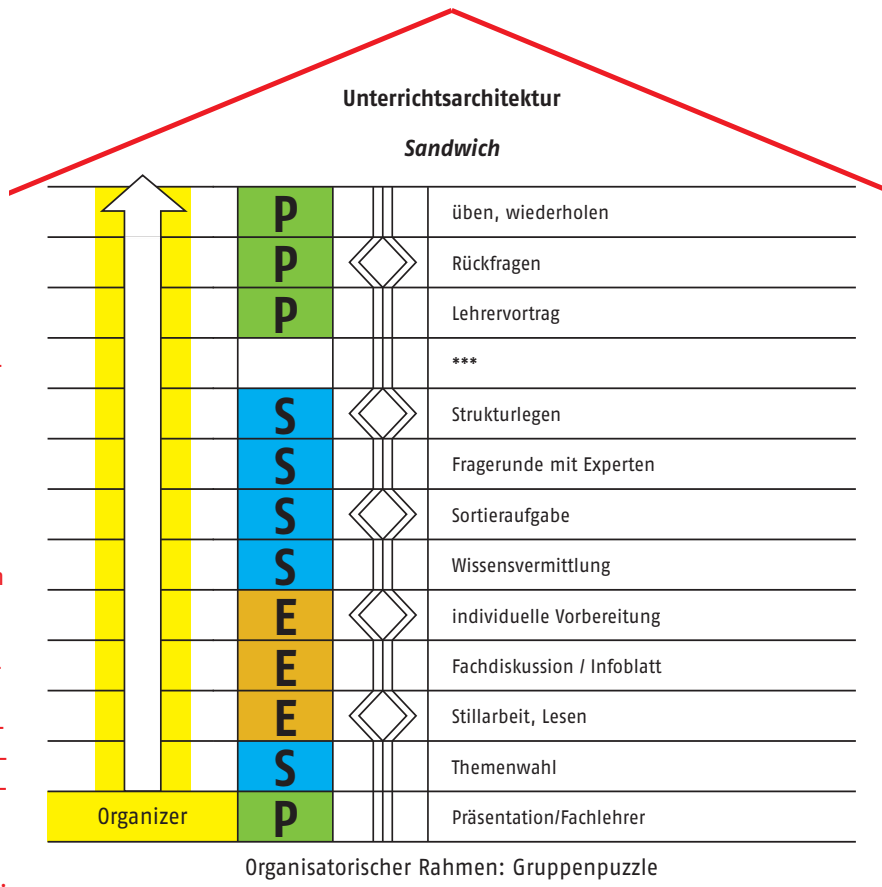 Unterrichtsarchitektur
Sandwich
P üben, wiederholen
P Rückfragen
P Lehrervortrag
***
S Strukturlegen
S Fragerunde mit Experten
S Sortieraufgabe
S Wissensvermittlung
E individuelle Vorbereitung
E Fachdiskussion / Infoblatt
E Stillarbeit, Lesen
S Themenwahl
Organizer P Präsentation/Fachlehrer
Organisatorischer Rahmen: Gruppenpuzzle